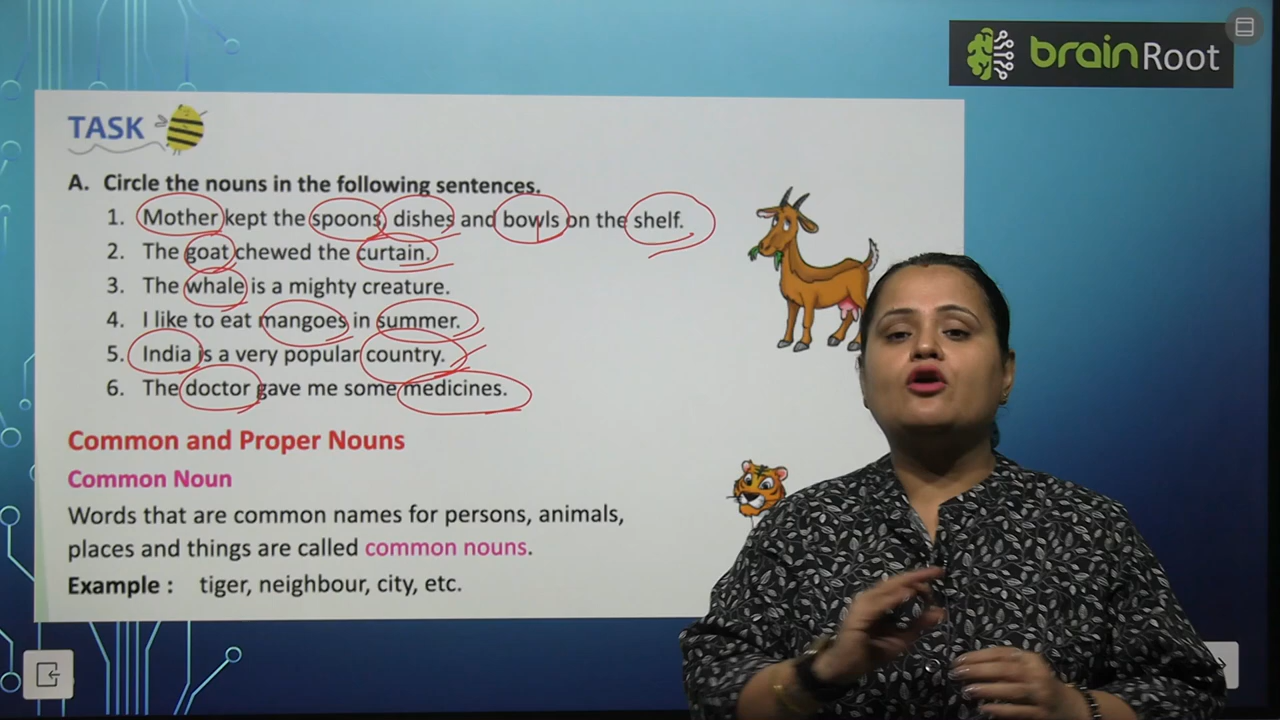 brainRoot
TASK
A. Circle the nouns in the following sentences.
1. Mother kept the spoons, dishes and bowls on the shelf.
2. The goat chewed the curtain.
3. The whale is a mighty creature.
4. I like to eat mangoes in summer.
5. India is a very popular country.
6. The doctor gave me some medicines.
Common and Proper Nouns
Common Noun
Words that are common names for persons, animals,
places and things are called common nouns.
Example : tiger, neighbour, city, etc.